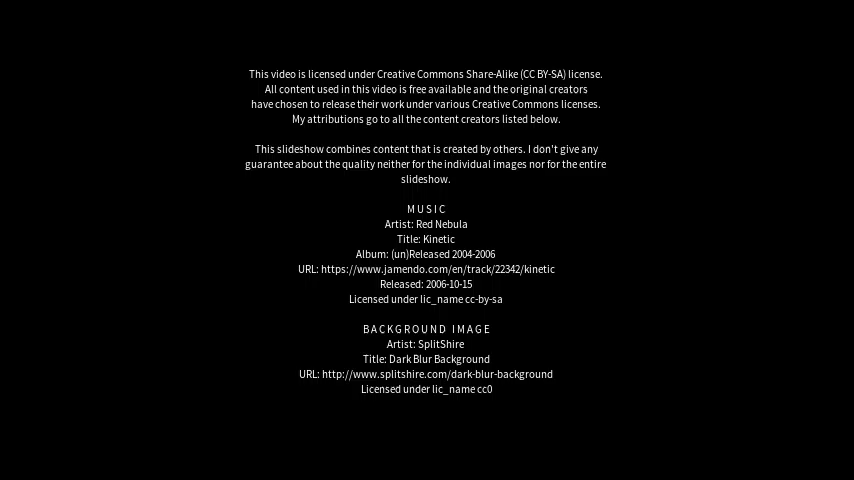 This video is licensed under Creative Commons Share-Alike (CC BY-SA) license.
All content used in this video is free available and the original creators
have chosen to release their work under various Creative Commons licenses.
My attributions go to all the content creators listed below.
This slideshow combines content that is created by others. I don't give any
guarantee about the quality neither for the individual images nor for the entire
slideshow.
MUSIC
Artist: Red Nebula
Title: Kinetic
Album: (un)Released 2004-2006
URL: https://www.jamendo.com/en/track/22342/kinetic
Released: 2006-10-15
Licensed under lic_name cc-by-sa
BACKGROUND IMAGE
Artist: SplitShire
Title: Dark Blur Background
URL: http://www.splitshire.com/dark-blur-background
Licensed under lic_name cc0